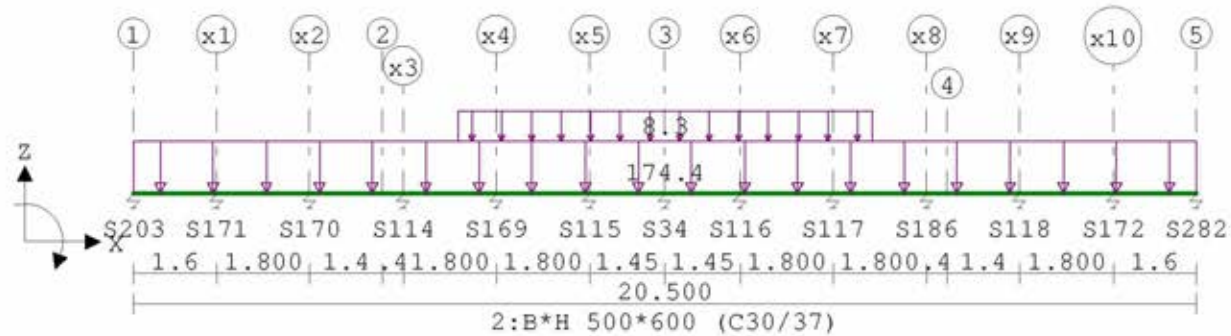 1 x1 x2 2 x3 x4 x5 3 x6 x7 x8 4 x9 x10 5
8.3
174.4
Z
X
S203 S171 S170 S114 S169 S115 S34 S116 S117 S186 S118 S172 S282
1.6 1.800 1.4 .4 1.800 1.800 1.45 1.45 1.800 1.800 .4 1.4 1.800 1.6
20.500
2:B*H 500*600 (C30/37)